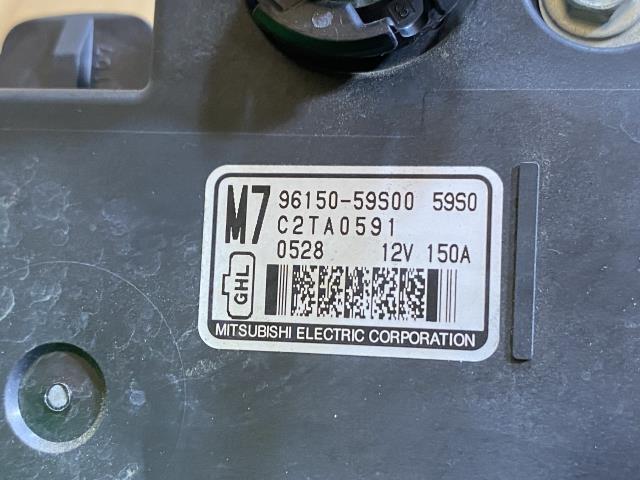 M7 96150-59S00 59S0
C2TA0591
0528 12V 150A
GHL
MITSUBISHI ELECTRIC CORPORATION